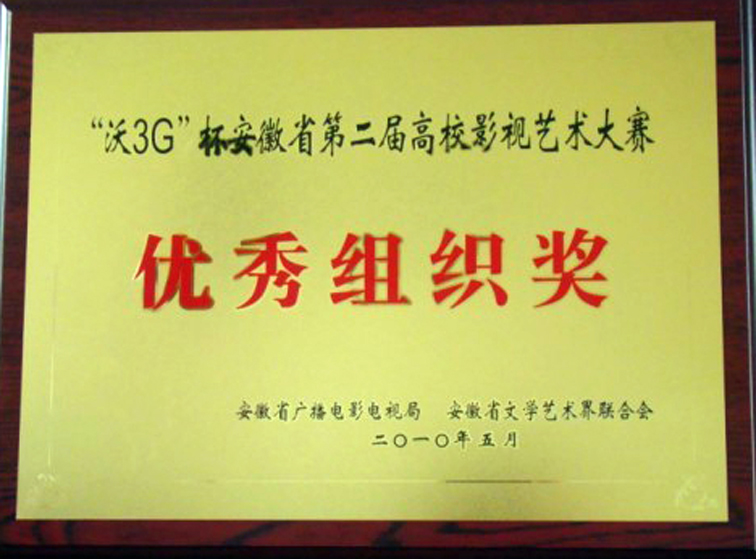 “沃3G”杯安徽省第二届高校影视艺术大赛
优秀组织奖
安徽省广播电影电视局 安徽省文学艺术界联合会
二〇一〇年五月